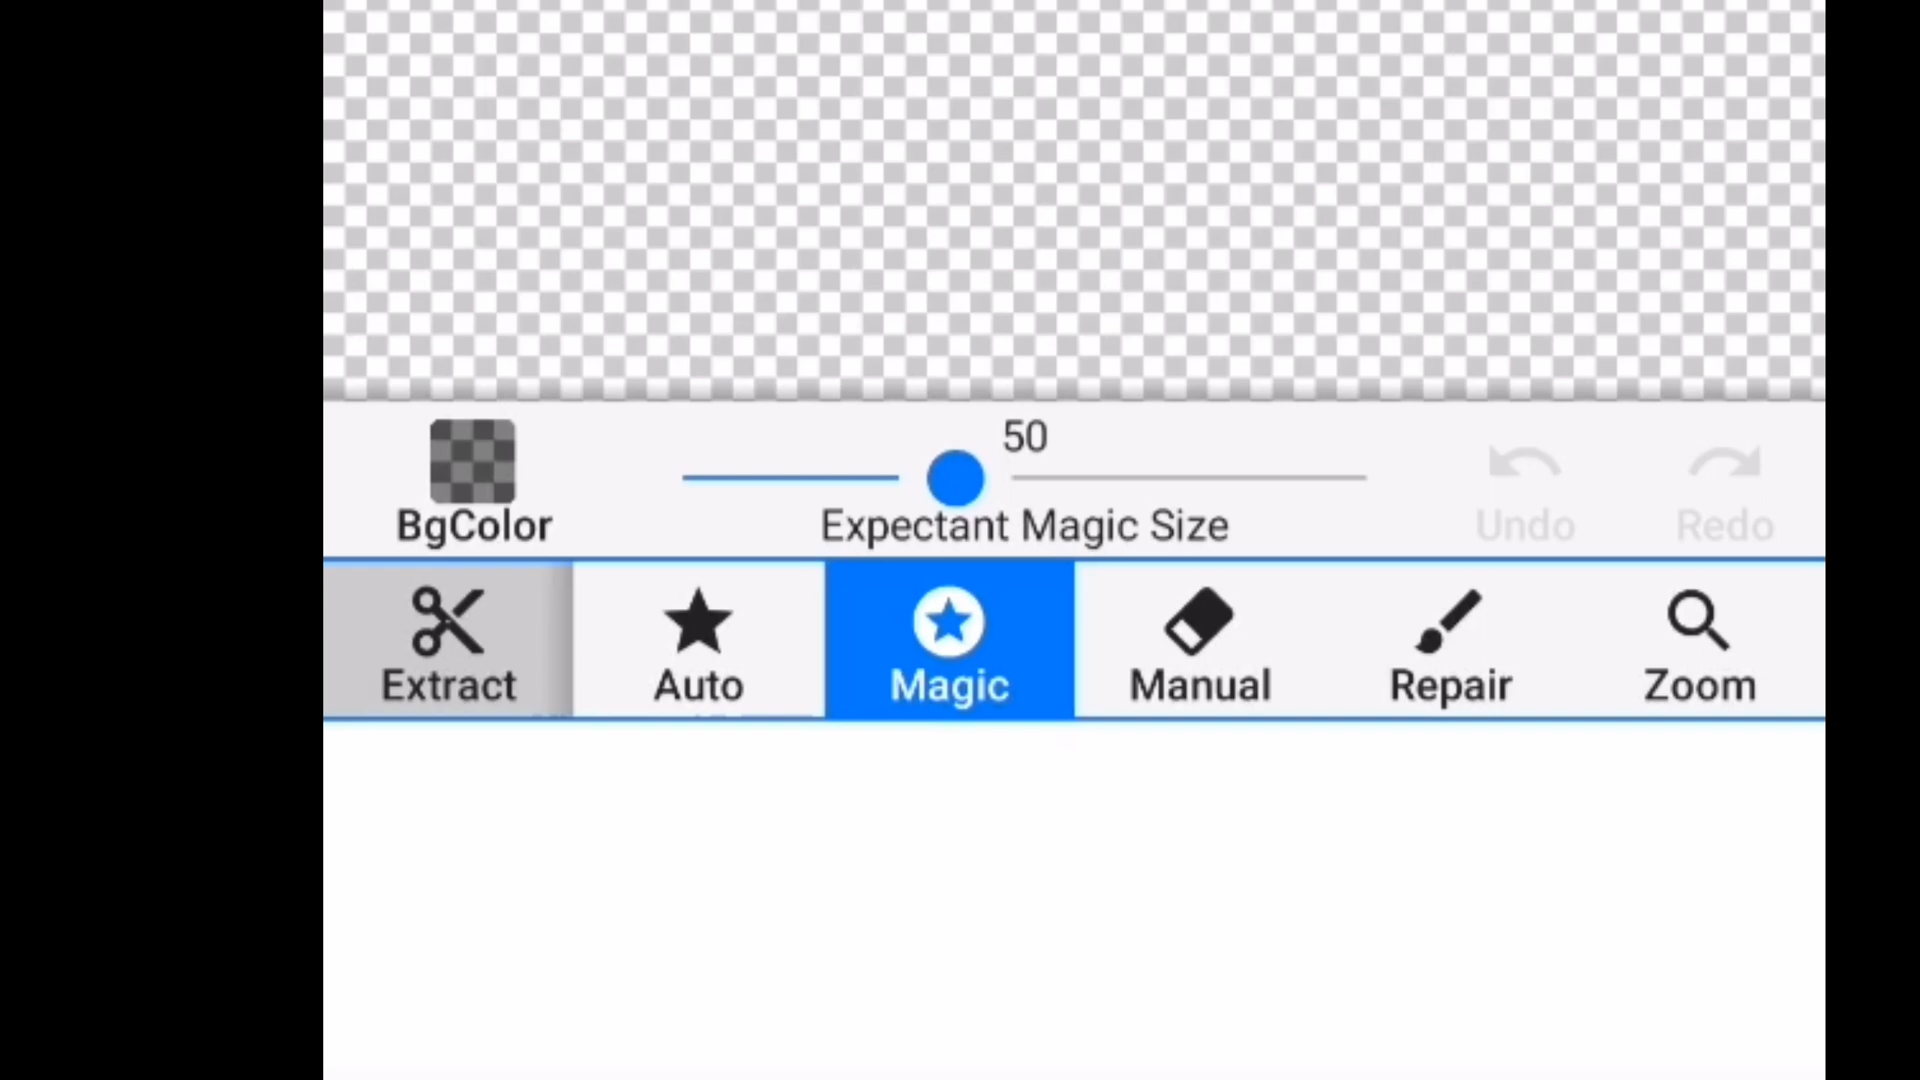 50
BgColor
Expectant Magic Size
Undo
Redo
Extract
Auto
Magic
Manual
Repair
Zoom